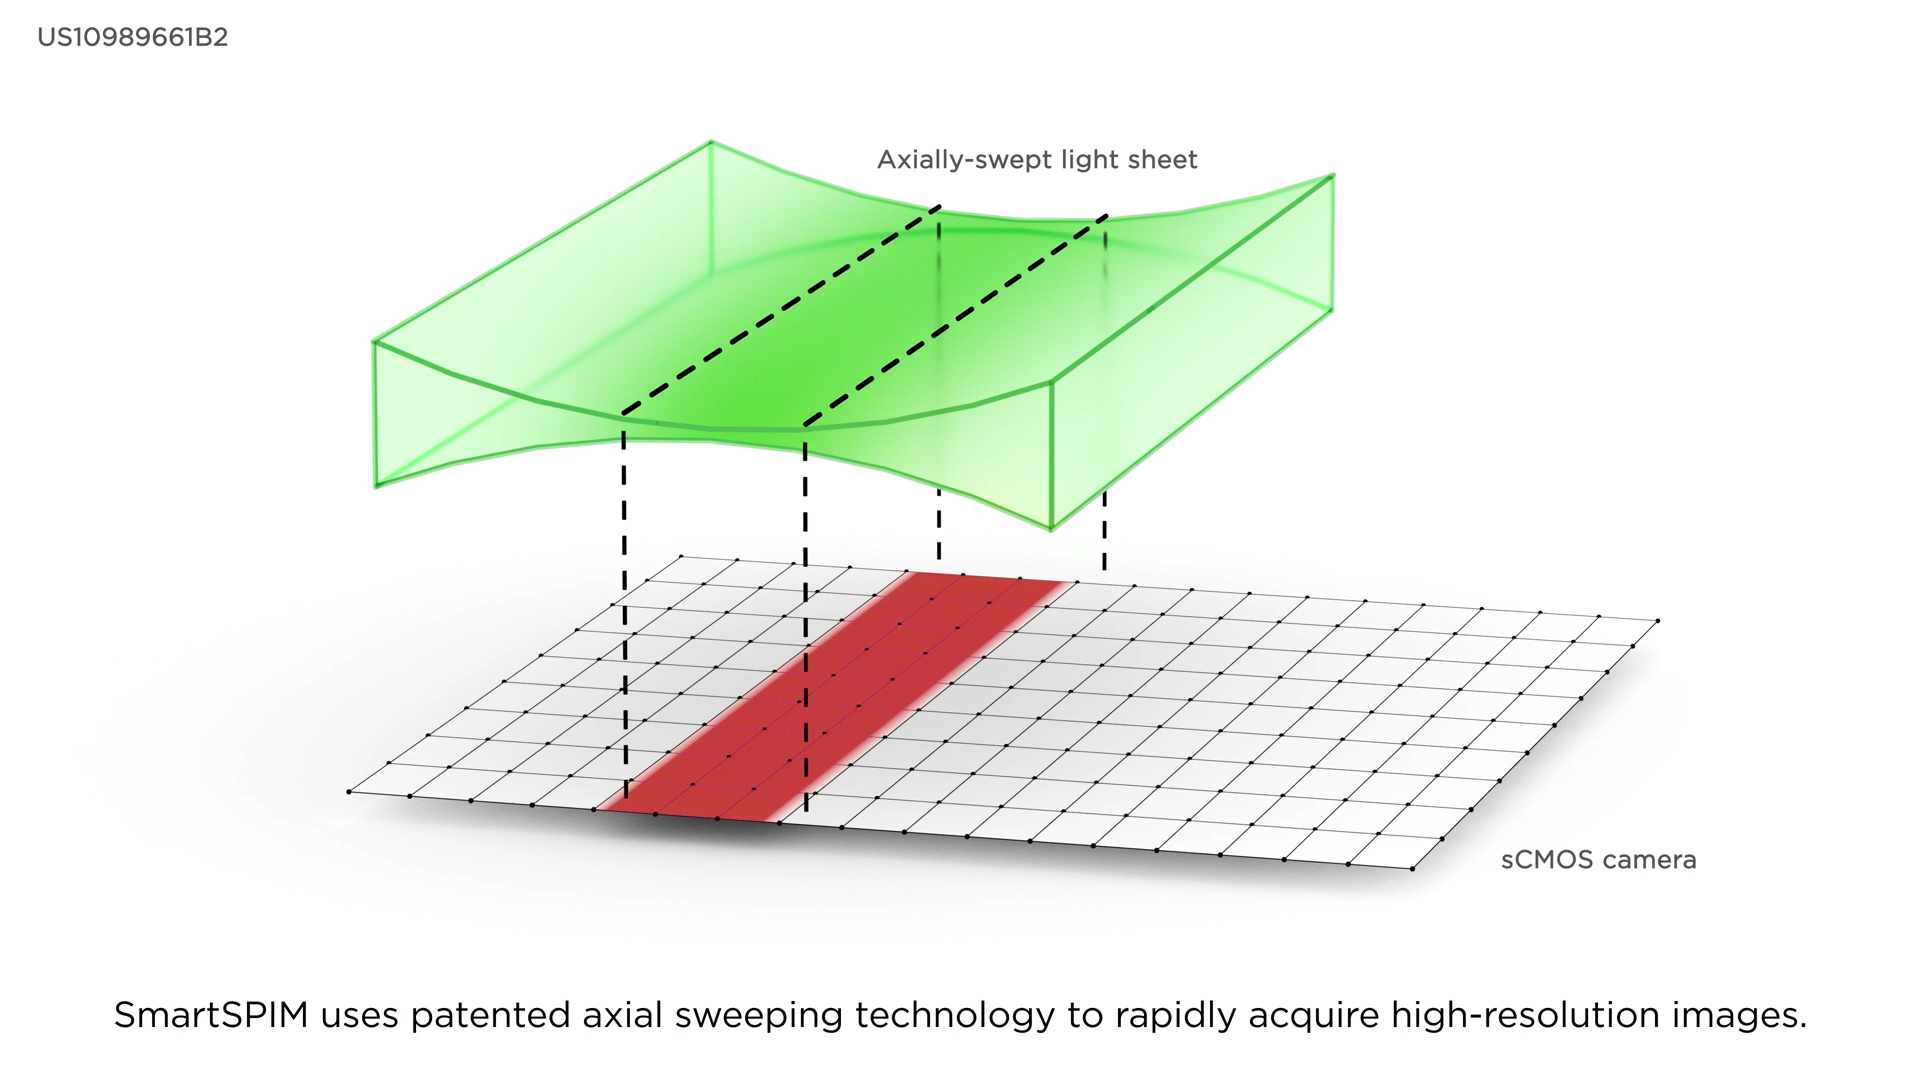 US10989661B2
Axially-swept light sheet
sCMOS camera
SmartSPIM uses patented axial sweeping technology to rapidly acquire high-resolution images.